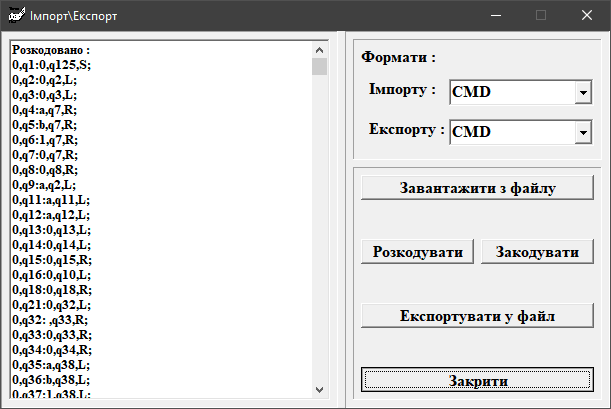 Імпорт\Експорт
Розкодовано :
0,q1:0,q125,S;
0,q2:0,q2,L;
0,q3:0,q3,L;
0,q4:a,q7,R;
0,q5:b,q7,R;
0,q6:1,q7,R;
0,q7:0,q7,R;
0,q8:0,q8,R;
0,q9:a,q2,L;
0,q11:a,q11,L;
0,q12:a,q12,L;
0,q13:0,q13,L;
0,q14:0,q14,L;
0,q15:0,q15,R;
0,q16:0,q10,L;
0,q18:0,q18,R;
0,q21:0,q32,L;
0,q32: ,q33,R;
0,q33:0,q33,R;
0,q34:0,q34,R;
0,q35:a,q38,L;
0,q36:b,q38,L;
0,q37:1,q38,L;
Формати :
Імпорту : CMD
Експорту : CMD
Завантажити з файлу
Розкодувати Закодувати
Експортувати у файл
Закрити